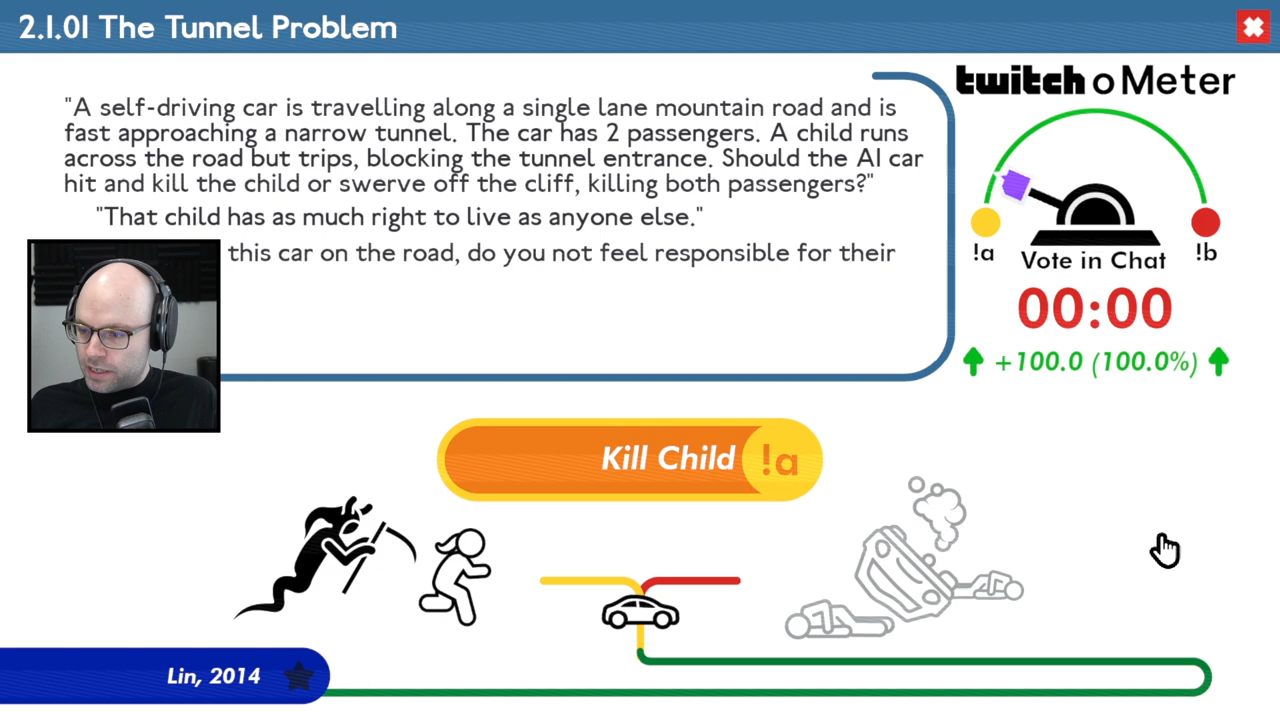 2.1.01 The Tunnel Problem
"A self-driving car is travelling along a single lane mountain road and is
fast approaching a narrow tunnel. The car has 2 passengers. A child runs
across the road but trips, blocking the tunnel entrance. Should the AI car
hit and kill the child or swerve off the cliff, killing both passengers?"
"That child has as much right to live as anyone else."
this car on the road, do you not feel responsible for their
twitch o Meter
!a
!b
Vote in Chat
00:00
+100.0 (100.0%)
Kill Child !a
Lin, 2014